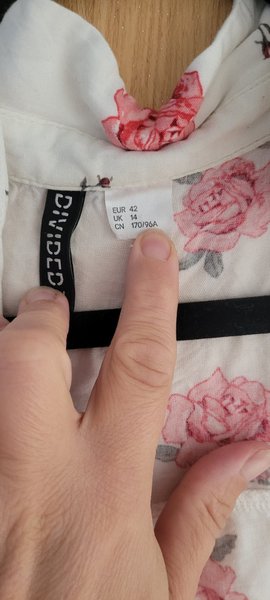 DIVIDED
EUR 42
UK 14
CN 170/96A